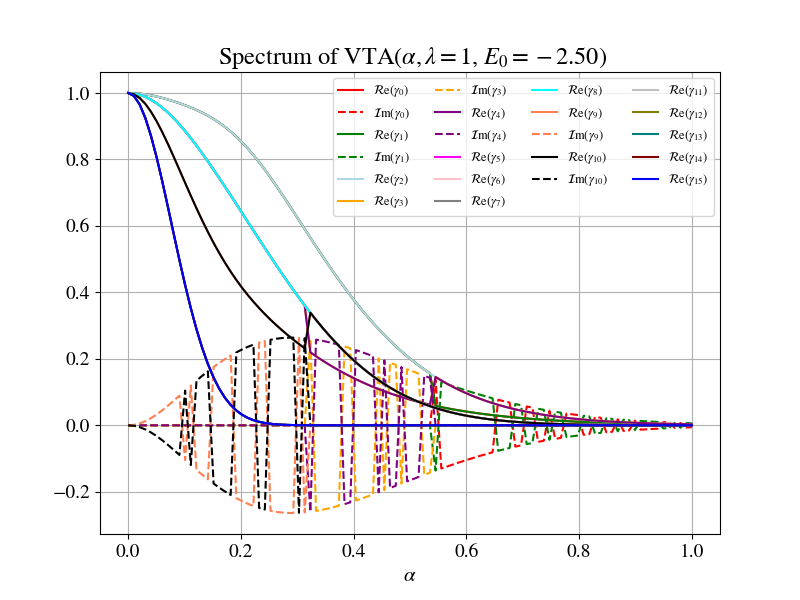 Spectrum of VTA(α, λ = 1, E₀ = −2.50)
ℛe(γ₀) ℐm(γ₃) ℛe(γ₈) ℛe(γ₁₁)
ℐm(γ₀) ℛe(γ₄) ℛe(γ₉) ℛe(γ₁₂)
ℛe(γ₁) ℐm(γ₄) ℐm(γ₉) ℛe(γ₁₃)
ℐm(γ₁) ℛe(γ₅) ℛe(γ₁₀) ℛe(γ₁₄)
ℛe(γ₂) ℛe(γ₆) ℐm(γ₁₀) ℛe(γ₁₅)
ℛe(γ₃) ℛe(γ₇)
1.0
0.8
0.6
0.4
0.2
0.0
−0.2
0.0 0.2 0.4 0.6 0.8 1.0
α